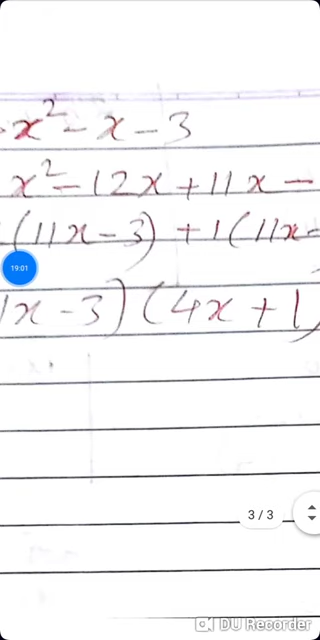 x² - x - 3
x² - 12x + 11x -
(11x - 3) + 1(11x -
1x - 3)(4x + 1)
19:01
3 / 3
DU Recorder